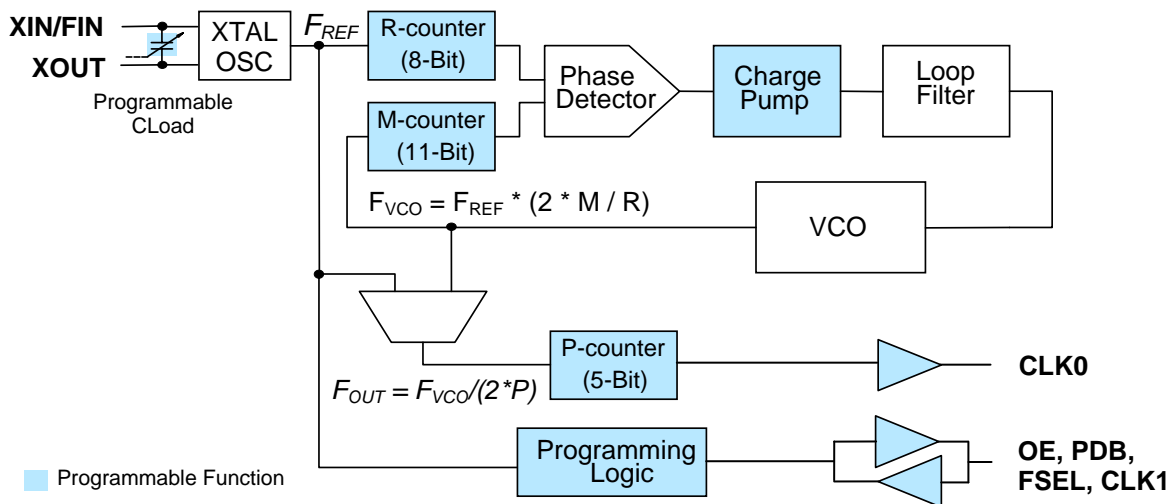 XIN/FIN
XOUT
Programmable
CLoad
XTAL
OSC
F_REF
R-counter
(8-Bit)
M-counter
(11-Bit)
Phase
Detector
Charge
Pump
Loop
Filter
F_VCO = F_REF * (2 * M / R)
VCO
P-counter
(5-Bit)
CLK0
F_OUT = F_VCO/(2*P)
Programming
Logic
OE, PDB,
FSEL, CLK1
Programmable Function